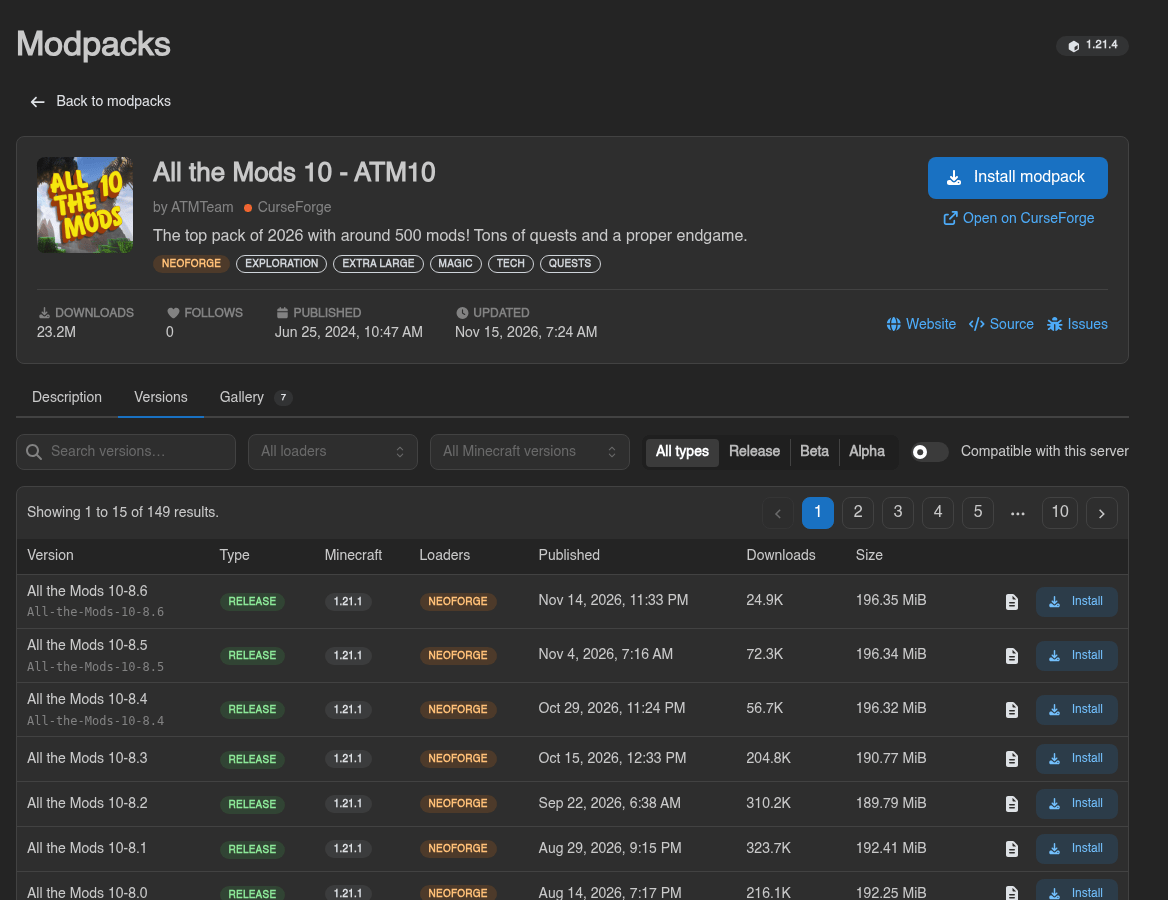 Modpacks
1.21.4
Back to modpacks
ALL THE MODS 10
All the Mods 10 - ATM10
Install modpack
by ATMTeam CurseForge
Open on CurseForge
The top pack of 2026 with around 500 mods! Tons of quests and a proper endgame.
NEOFORGE EXPLORATION EXTRA LARGE MAGIC TECH QUESTS
DOWNLOADS FOLLOWS PUBLISHED UPDATED
23.2M 0 Jun 25, 2024, 10:47 AM Nov 15, 2026, 7:24 AM
Website Source Issues
Description Versions Gallery 7
Search versions... All loaders All Minecraft versions All types Release Beta Alpha Compatible with this server
Showing 1 to 15 of 149 results.
‹ 1 2 3 4 5 ... 10 ›
Version Type Minecraft Loaders Published Downloads Size
All the Mods 10-8.6 RELEASE 1.21.1 NEOFORGE Nov 14, 2026, 11:33 PM 24.9K 196.35 MiB Install
All-the-Mods-10-8.6
All the Mods 10-8.5 RELEASE 1.21.1 NEOFORGE Nov 4, 2026, 7:16 AM 72.3K 196.34 MiB Install
All-the-Mods-10-8.5
All the Mods 10-8.4 RELEASE 1.21.1 NEOFORGE Oct 29, 2026, 11:24 PM 56.7K 196.32 MiB Install
All-the-Mods-10-8.4
All the Mods 10-8.3 RELEASE 1.21.1 NEOFORGE Oct 15, 2026, 12:33 PM 204.8K 190.77 MiB Install
All the Mods 10-8.2 RELEASE 1.21.1 NEOFORGE Sep 22, 2026, 6:38 AM 310.2K 189.79 MiB Install
All the Mods 10-8.1 RELEASE 1.21.1 NEOFORGE Aug 29, 2026, 9:15 PM 323.7K 192.41 MiB Install
All the Mods 10-8.0 RELEASE 1.21.1 NEOFORGE Aug 14, 2026, 7:17 PM 216.1K 192.25 MiB Install